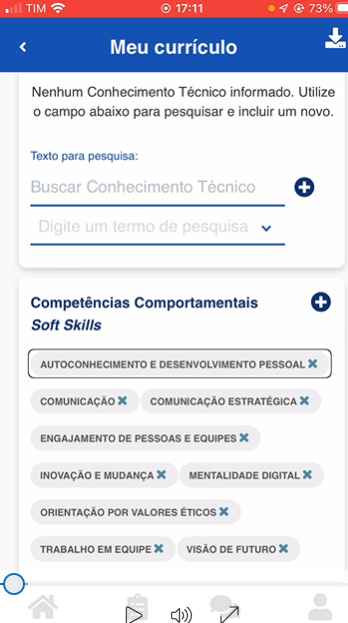 TIM 17:11 73%
Meu currículo
Nenhum Conhecimento Técnico informado. Utilize
o campo abaixo para pesquisar e incluir um novo.
Texto para pesquisa:
Buscar Conhecimento Técnico
Digite um termo de pesquisa
Competências Comportamentais
Soft Skills
AUTOCONHECIMENTO E DESENVOLVIMENTO PESSOAL
COMUNICAÇÃO COMUNICAÇÃO ESTRATÉGICA
ENGAJAMENTO DE PESSOAS E EQUIPES
INOVAÇÃO E MUDANÇA MENTALIDADE DIGITAL
ORIENTAÇÃO POR VALORES ÉTICOS
TRABALHO EM EQUIPE VISÃO DE FUTURO